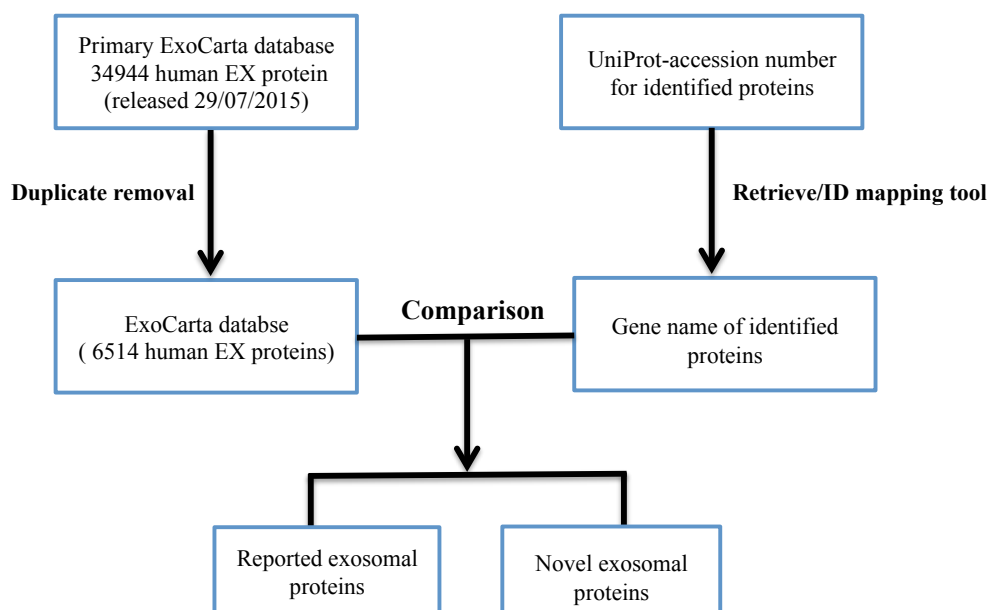 Primary ExoCarta database
34944 human EX protein
(released 29/07/2015)
UniProt-accession number
for identified proteins
Duplicate removal
Retrieve/ID mapping tool
ExoCarta databse
( 6514 human EX proteins)
Comparison
Gene name of identified
proteins
Reported exosomal
proteins
Novel exosomal
proteins